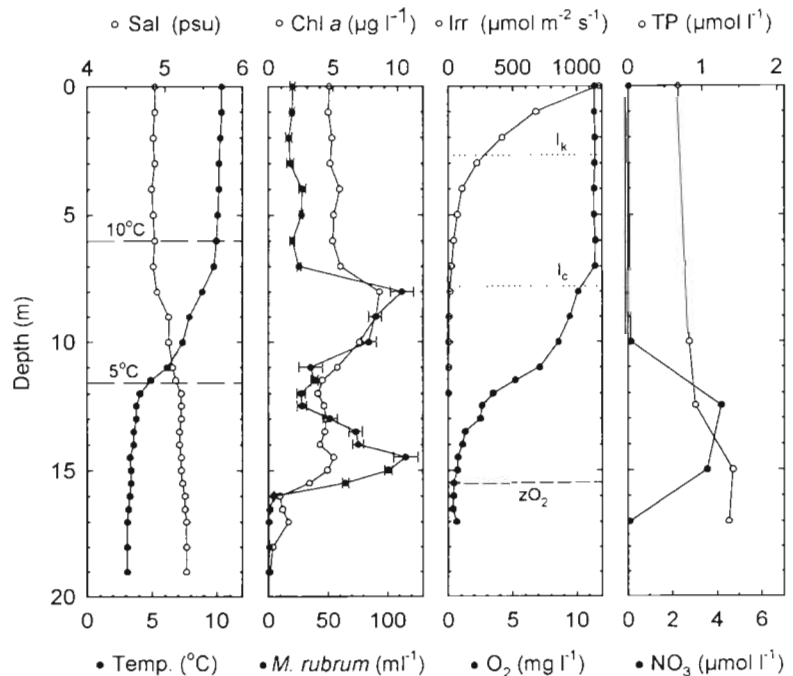 ○ Sal (psu) ○ Chl a (µg l⁻¹) ○ Irr (µmol m⁻² s⁻¹) ○ TP (µmol l⁻¹)
4 5 6 0 5 10 0 500 1000 0 1 2
0
Iₖ
5
10°C
I꜀
Depth (m)
10
5°C
15
zO₂
20
0 5 10 0 50 100 0 5 10 0 2 4 6
● Temp. (°C) ● M. rubrum (ml⁻¹) ● O₂ (mg l⁻¹) ● NO₃ (µmol l⁻¹)